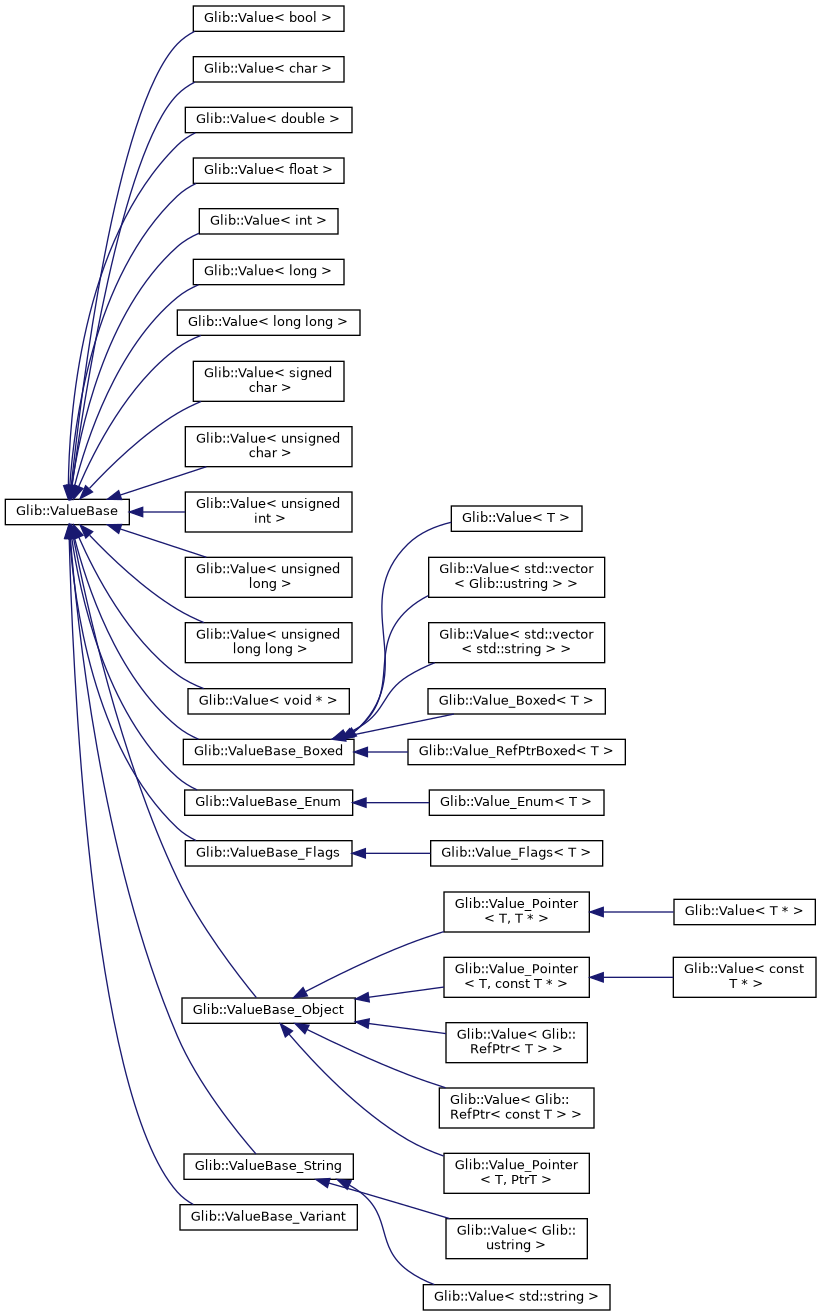 Glib::Value< bool >
Glib::Value< char >
Glib::Value< double >
Glib::Value< float >
Glib::Value< int >
Glib::Value< long >
Glib::Value< long long >
Glib::Value< signed
char >
Glib::Value< unsigned
char >
Glib::ValueBase
Glib::Value< unsigned
int >
Glib::Value< unsigned
long >
Glib::Value< unsigned
long long >
Glib::Value< void * >
Glib::ValueBase_Boxed
Glib::Value< T >
Glib::Value< std::vector
< Glib::ustring > >
Glib::Value< std::vector
< std::string > >
Glib::Value_Boxed< T >
Glib::Value_RefPtrBoxed< T >
Glib::ValueBase_Enum
Glib::Value_Enum< T >
Glib::ValueBase_Flags
Glib::Value_Flags< T >
Glib::ValueBase_Object
Glib::Value_Pointer
< T, T * >
Glib::Value< T * >
Glib::Value_Pointer
< T, const T * >
Glib::Value< const
T * >
Glib::Value< Glib::
RefPtr< T > >
Glib::Value< Glib::
RefPtr< const T > >
Glib::Value_Pointer
< T, PtrT >
Glib::ValueBase_String
Glib::ValueBase_Variant
Glib::Value< Glib::
ustring >
Glib::Value< std::string >